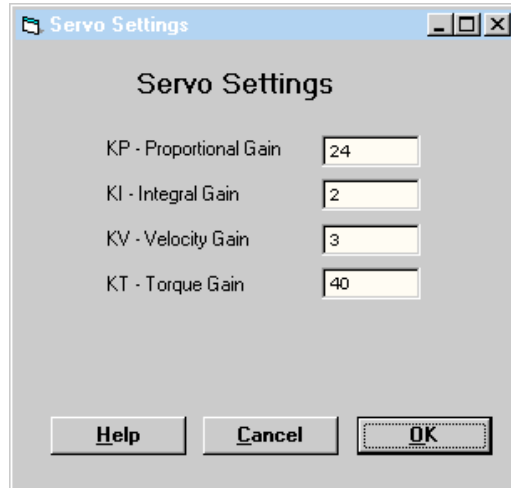 Servo Settings
Servo Settings
KP - Proportional Gain 24
KI - Integral Gain 2
KV - Velocity Gain 3
KT - Torque Gain 40
Help Cancel OK